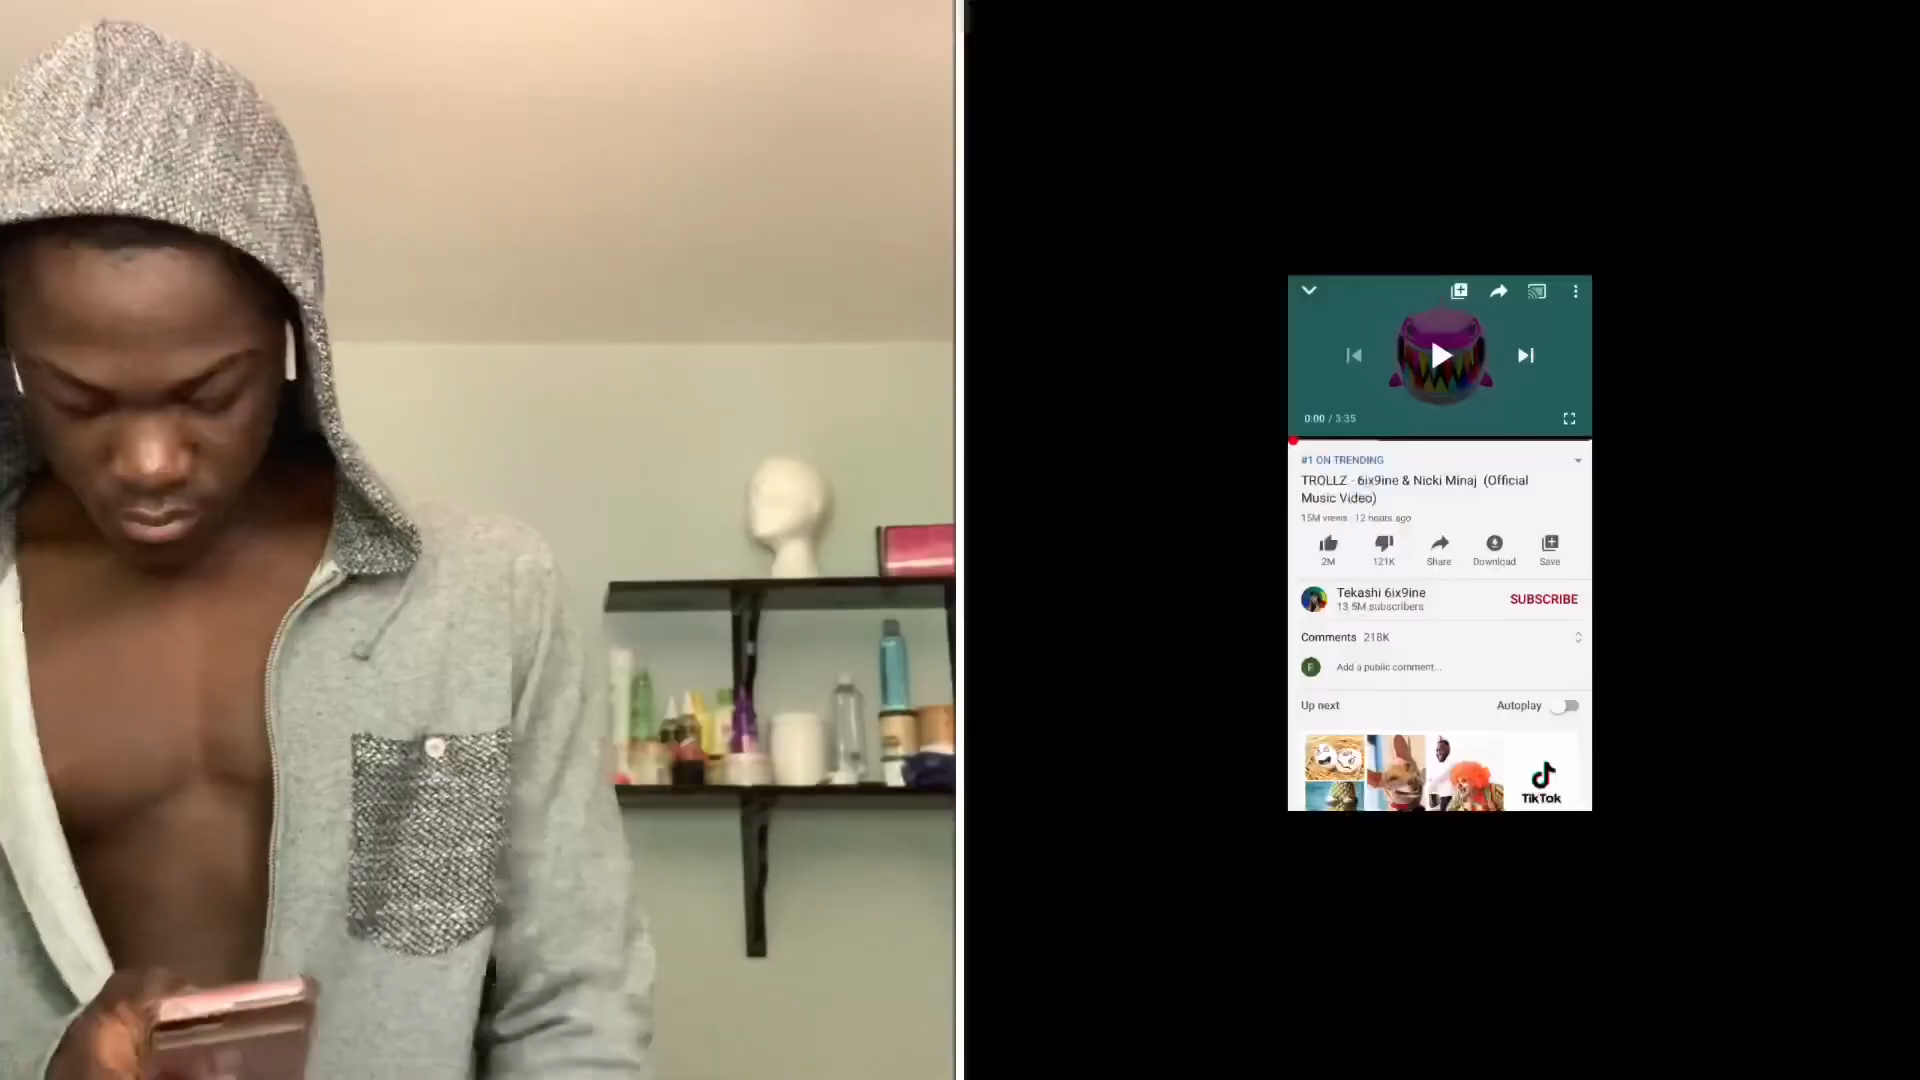 0:00 / 3:35
#1 ON TRENDING
TROLLZ - 6ix9ine & Nicki Minaj (Official
Music Video)
15M views · 12 hours ago
2M
121K
Share
Download
Save
Tekashi 6ix9ine
13.5M subscribers
SUBSCRIBE
Comments 218K
E
Add a public comment...
Up next
Autoplay
TikTok